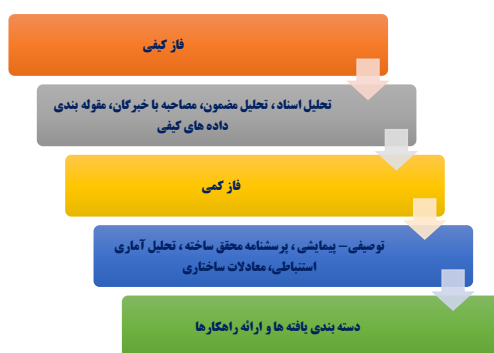 فاز کیفی
تحلیل اسناد ، تحلیل مضمون، مصاحبه با خبرگان، مقوله بندی
داده های کیفی
فاز کمی
توصیفی- پیمایشی ، پرسشنامه محقق ساخته ، تحلیل آماری
استنباطی، معادلات ساختاری
دسته بندی یافته ها و ارائه راهکارها